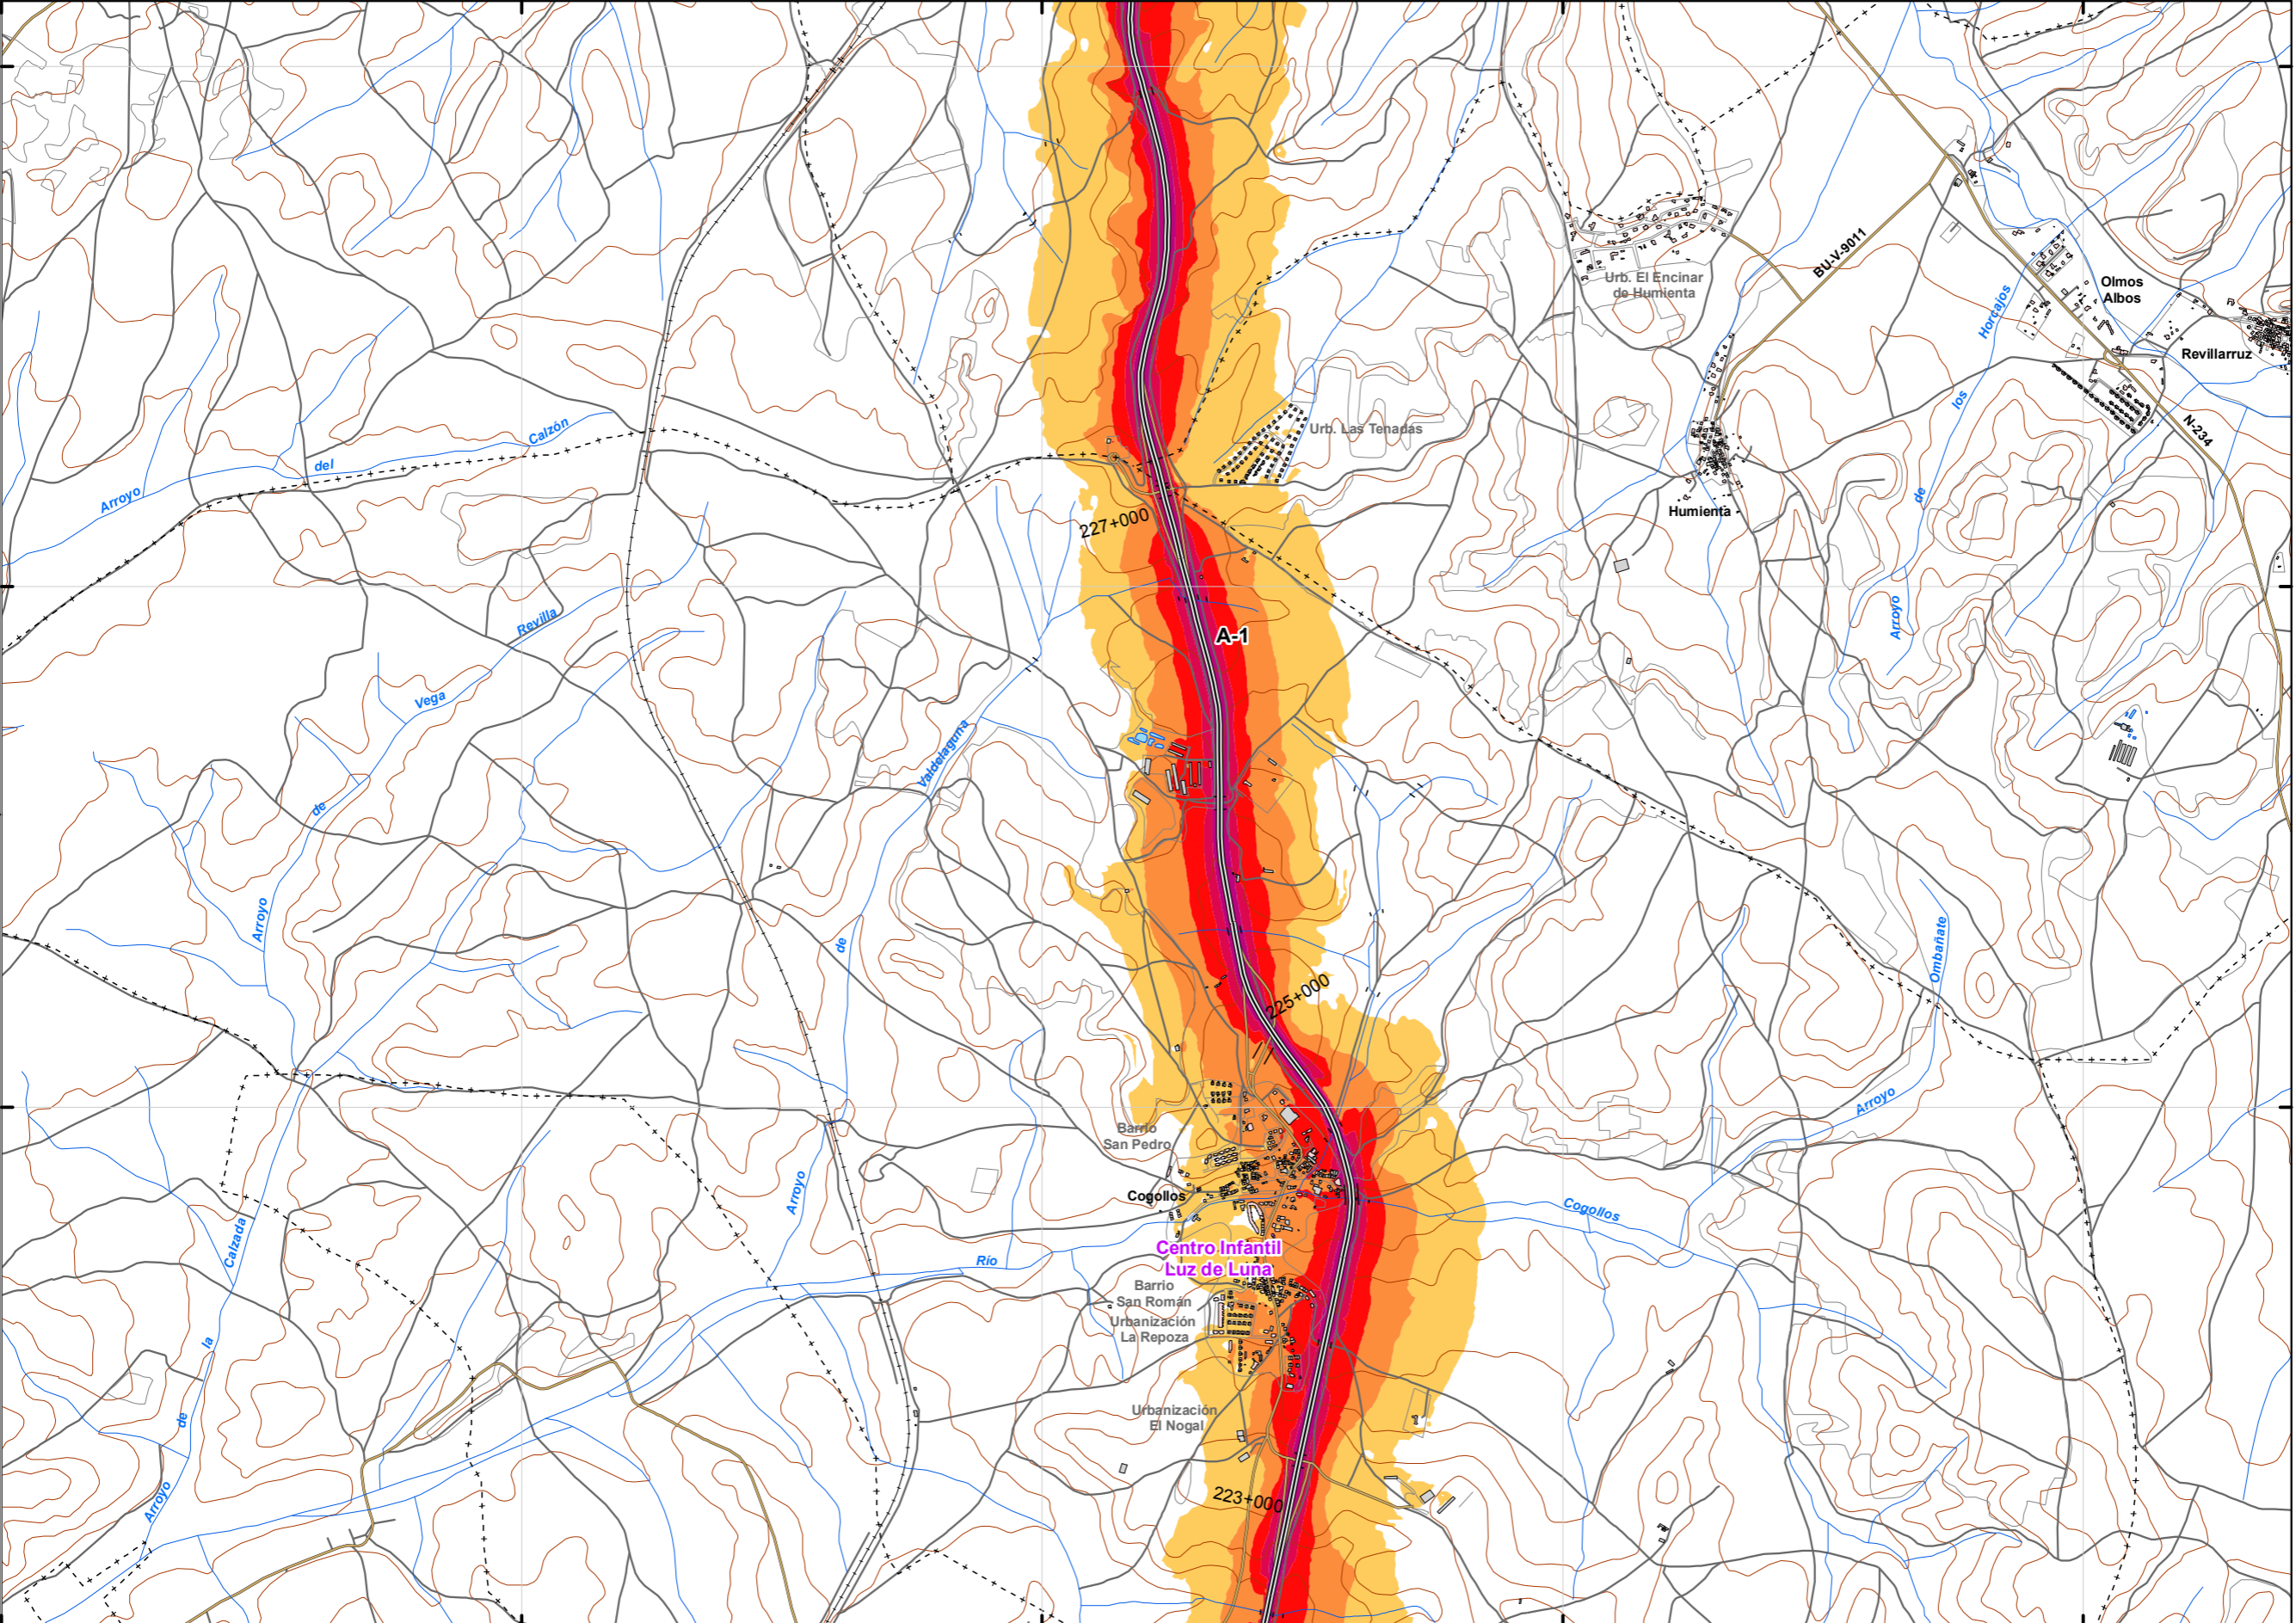 BU-V-9011
Urb. El Encinar
de Humienta
Olmos
Albos
Horcajos
los
de
Arroyo
Revillarruz
N-234
Urb. Las Tenadas
Humienta
Arroyo
del
Calzón
227+000
A-1
Revilla
Vega
de
Arroyo
Valdelaguna
de
Arroyo
Ombañate
Arroyo
225+000
Barrio
San Pedro
Cogollos
Cogollos
Río
Centro Infantil
Luz de Luna
Barrio
San Román
Urbanización
La Repoza
Urbanización
El Nogal
Calzada
la
de
Arroyo
223+000